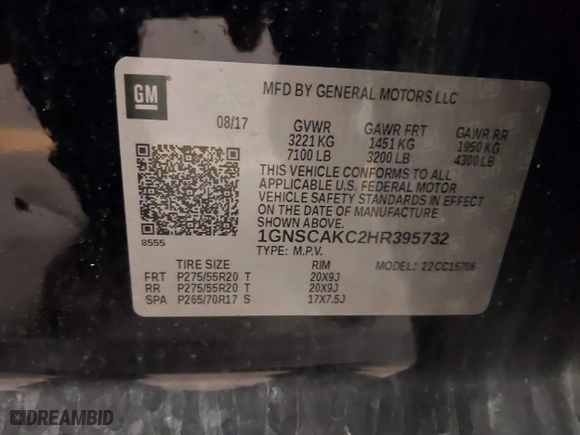 GM
MFD BY GENERAL MOTORS LLC
08/17 GVWR GAWR FRT GAWR RR
3221 KG 1451 KG 1950 KG
7100 LB 3200 LB 4300 LB
THIS VEHICLE CONFORMS TO ALL
APPLICABLE U.S. FEDERAL MOTOR
VEHICLE SAFETY STANDARDS IN EFFECT
ON THE DATE OF MANUFACTURE
SHOWN ABOVE.
1GNSCAKC2HR395732
8555
TYPE: M.P.V. MODEL: 22 CC15706
TIRE SIZE RIM
FRT P275/55R20 T 20X9J
RR P275/55R20 T 20X9J
SPA P265/70R17 S 17X7.5J
DREAMBID